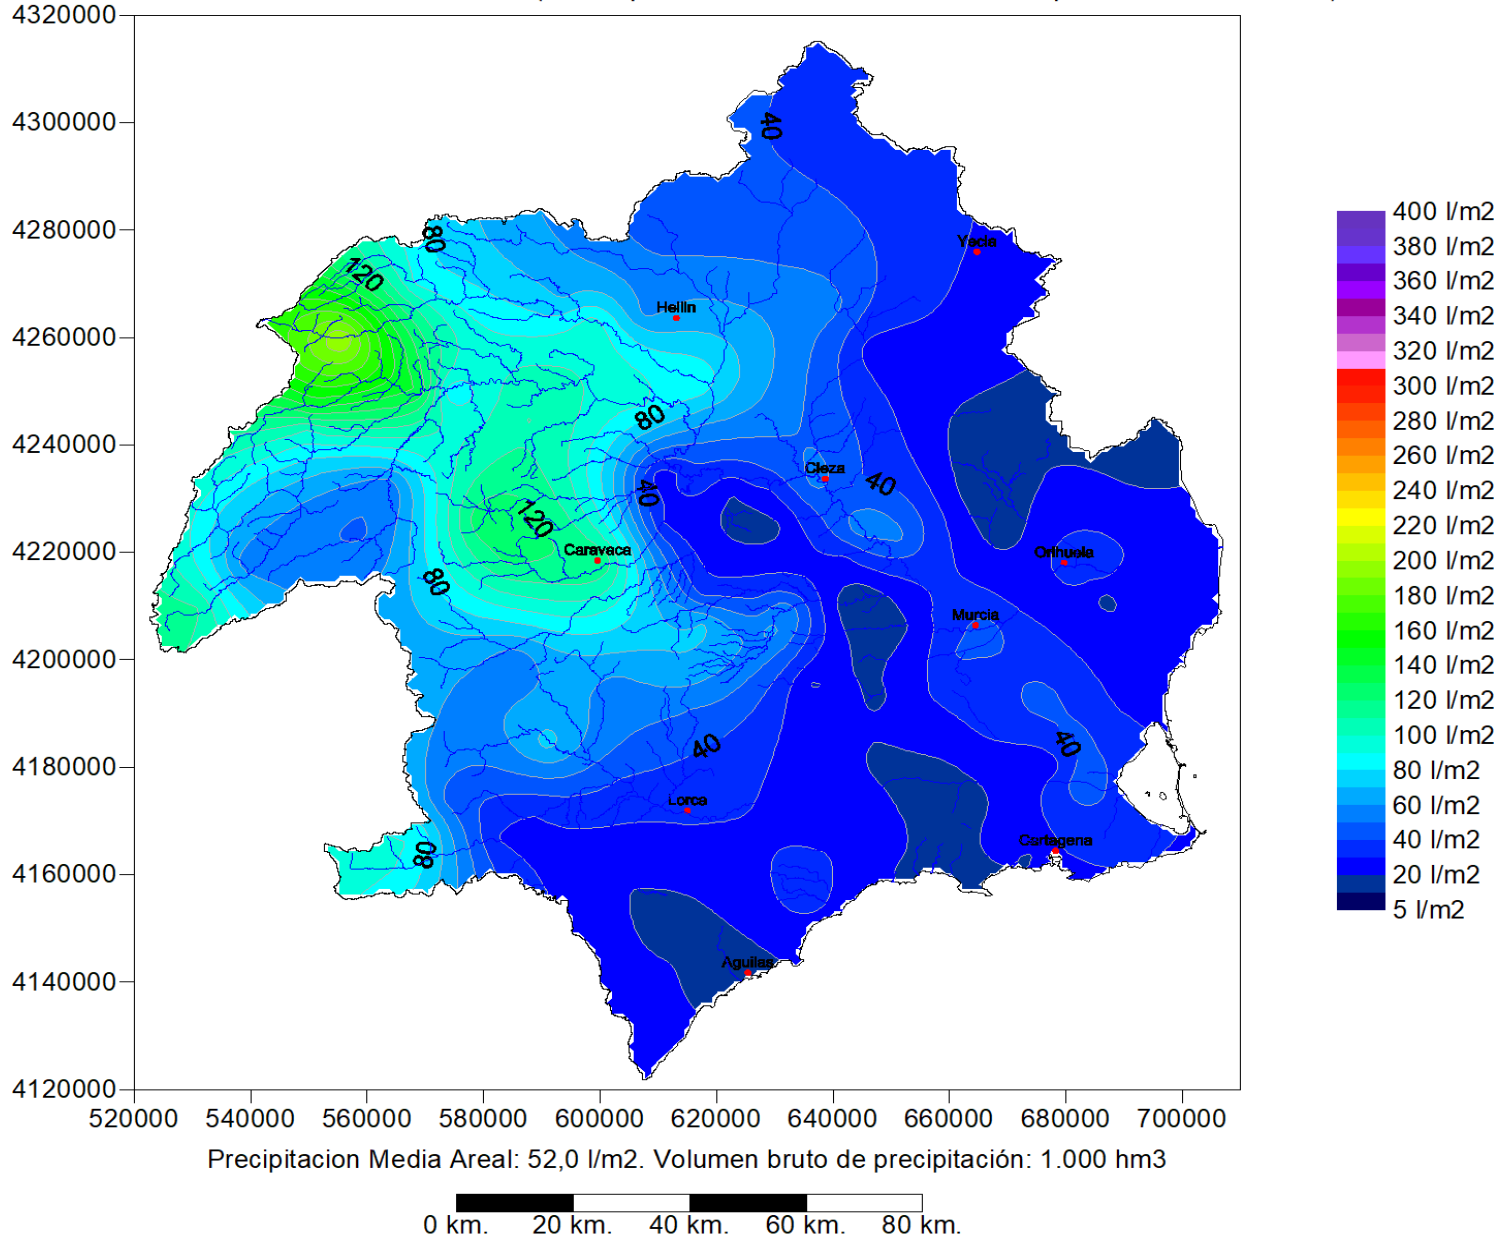 4320000
4300000
40
80
4280000
Yecla
120
Hellin
4260000
80
4240000
Cieza
40
40
120
4220000
Caravaca
Orihuela
80
Murcia
4200000
40
40
4180000
Lorca
80
Cartagena
4160000
Aguilas
4140000
4120000
520000 540000 560000 580000 600000 620000 640000 660000 680000 700000
400 l/m2
380 l/m2
360 l/m2
340 l/m2
320 l/m2
300 l/m2
280 l/m2
260 l/m2
240 l/m2
220 l/m2
200 l/m2
180 l/m2
160 l/m2
140 l/m2
120 l/m2
100 l/m2
80 l/m2
60 l/m2
40 l/m2
20 l/m2
5 l/m2
Precipitacion Media Areal: 52,0 l/m2. Volumen bruto de precipitación: 1.000 hm3
0 km. 20 km. 40 km. 60 km. 80 km.